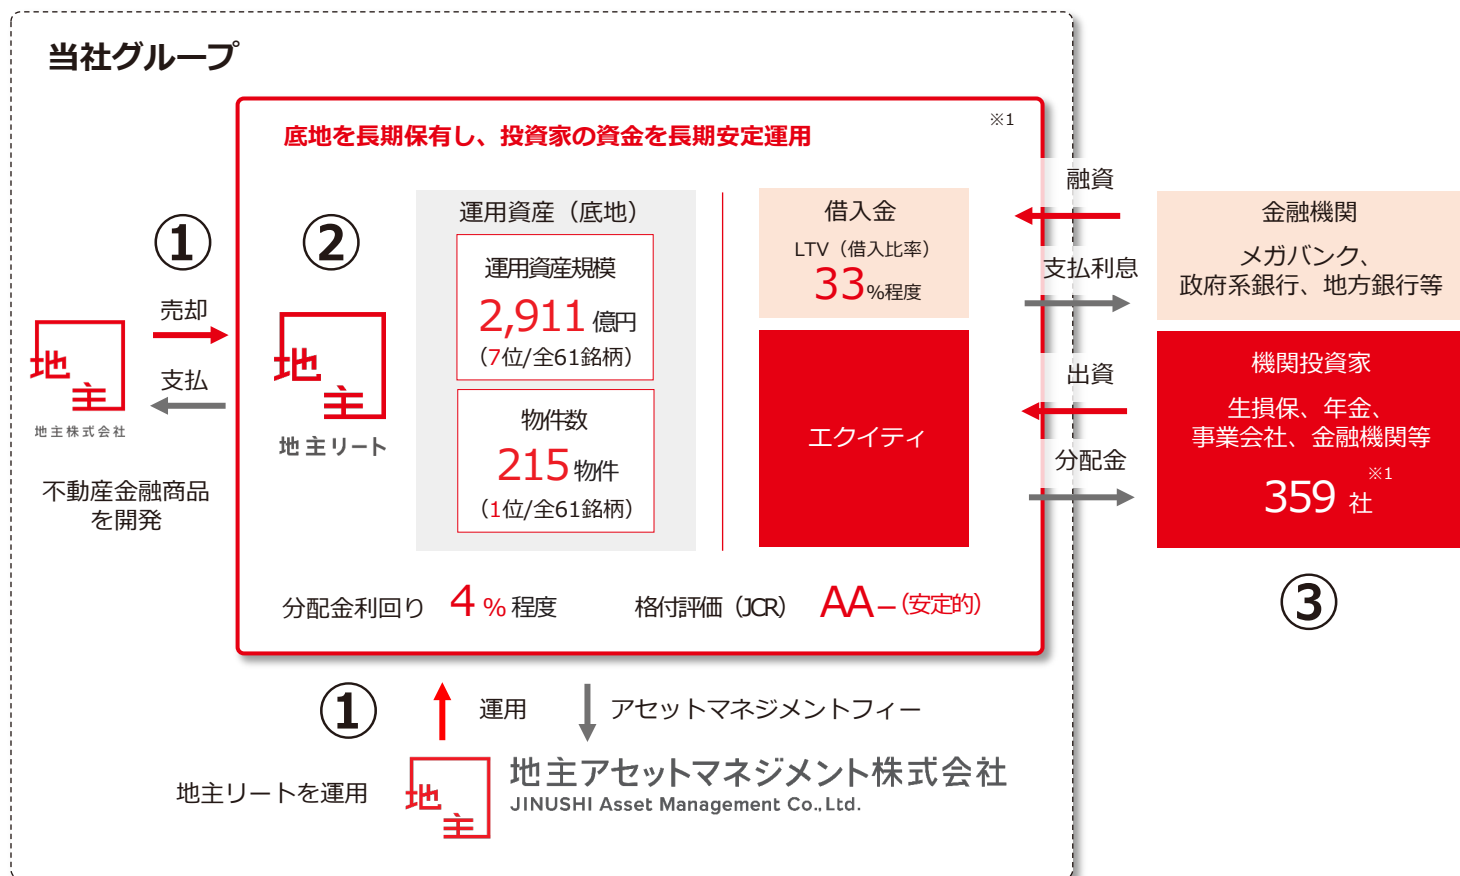 当社グループ
底地を長期保有し、投資家の資金を長期安定運用
※1
①
売却
支払
地主
地主株式会社
不動産金融商品
を開発
②
地主
地主リート
運用資産（底地）
運用資産規模
2,911億円
（7位/全61銘柄）
物件数
215物件
（1位/全61銘柄）
借入金
LTV（借入比率）
33%程度
エクイティ
分配金利回り 4%程度
格付評価（JCR） AA－（安定的）
融資
支払利息
出資
分配金
金融機関
メガバンク、
政府系銀行、地方銀行等
機関投資家
生損保、年金、
事業会社、金融機関等
359社※1
③
①
運用
アセットマネジメントフィー
地主リートを運用
地主
地主アセットマネジメント株式会社
JINUSHI Asset Management Co.,Ltd.